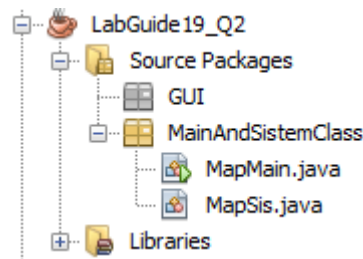 LabGuide19_Q2
Source Packages
GUI
MainAndSistemClass
MapMain.java
MapSis.java
Libraries